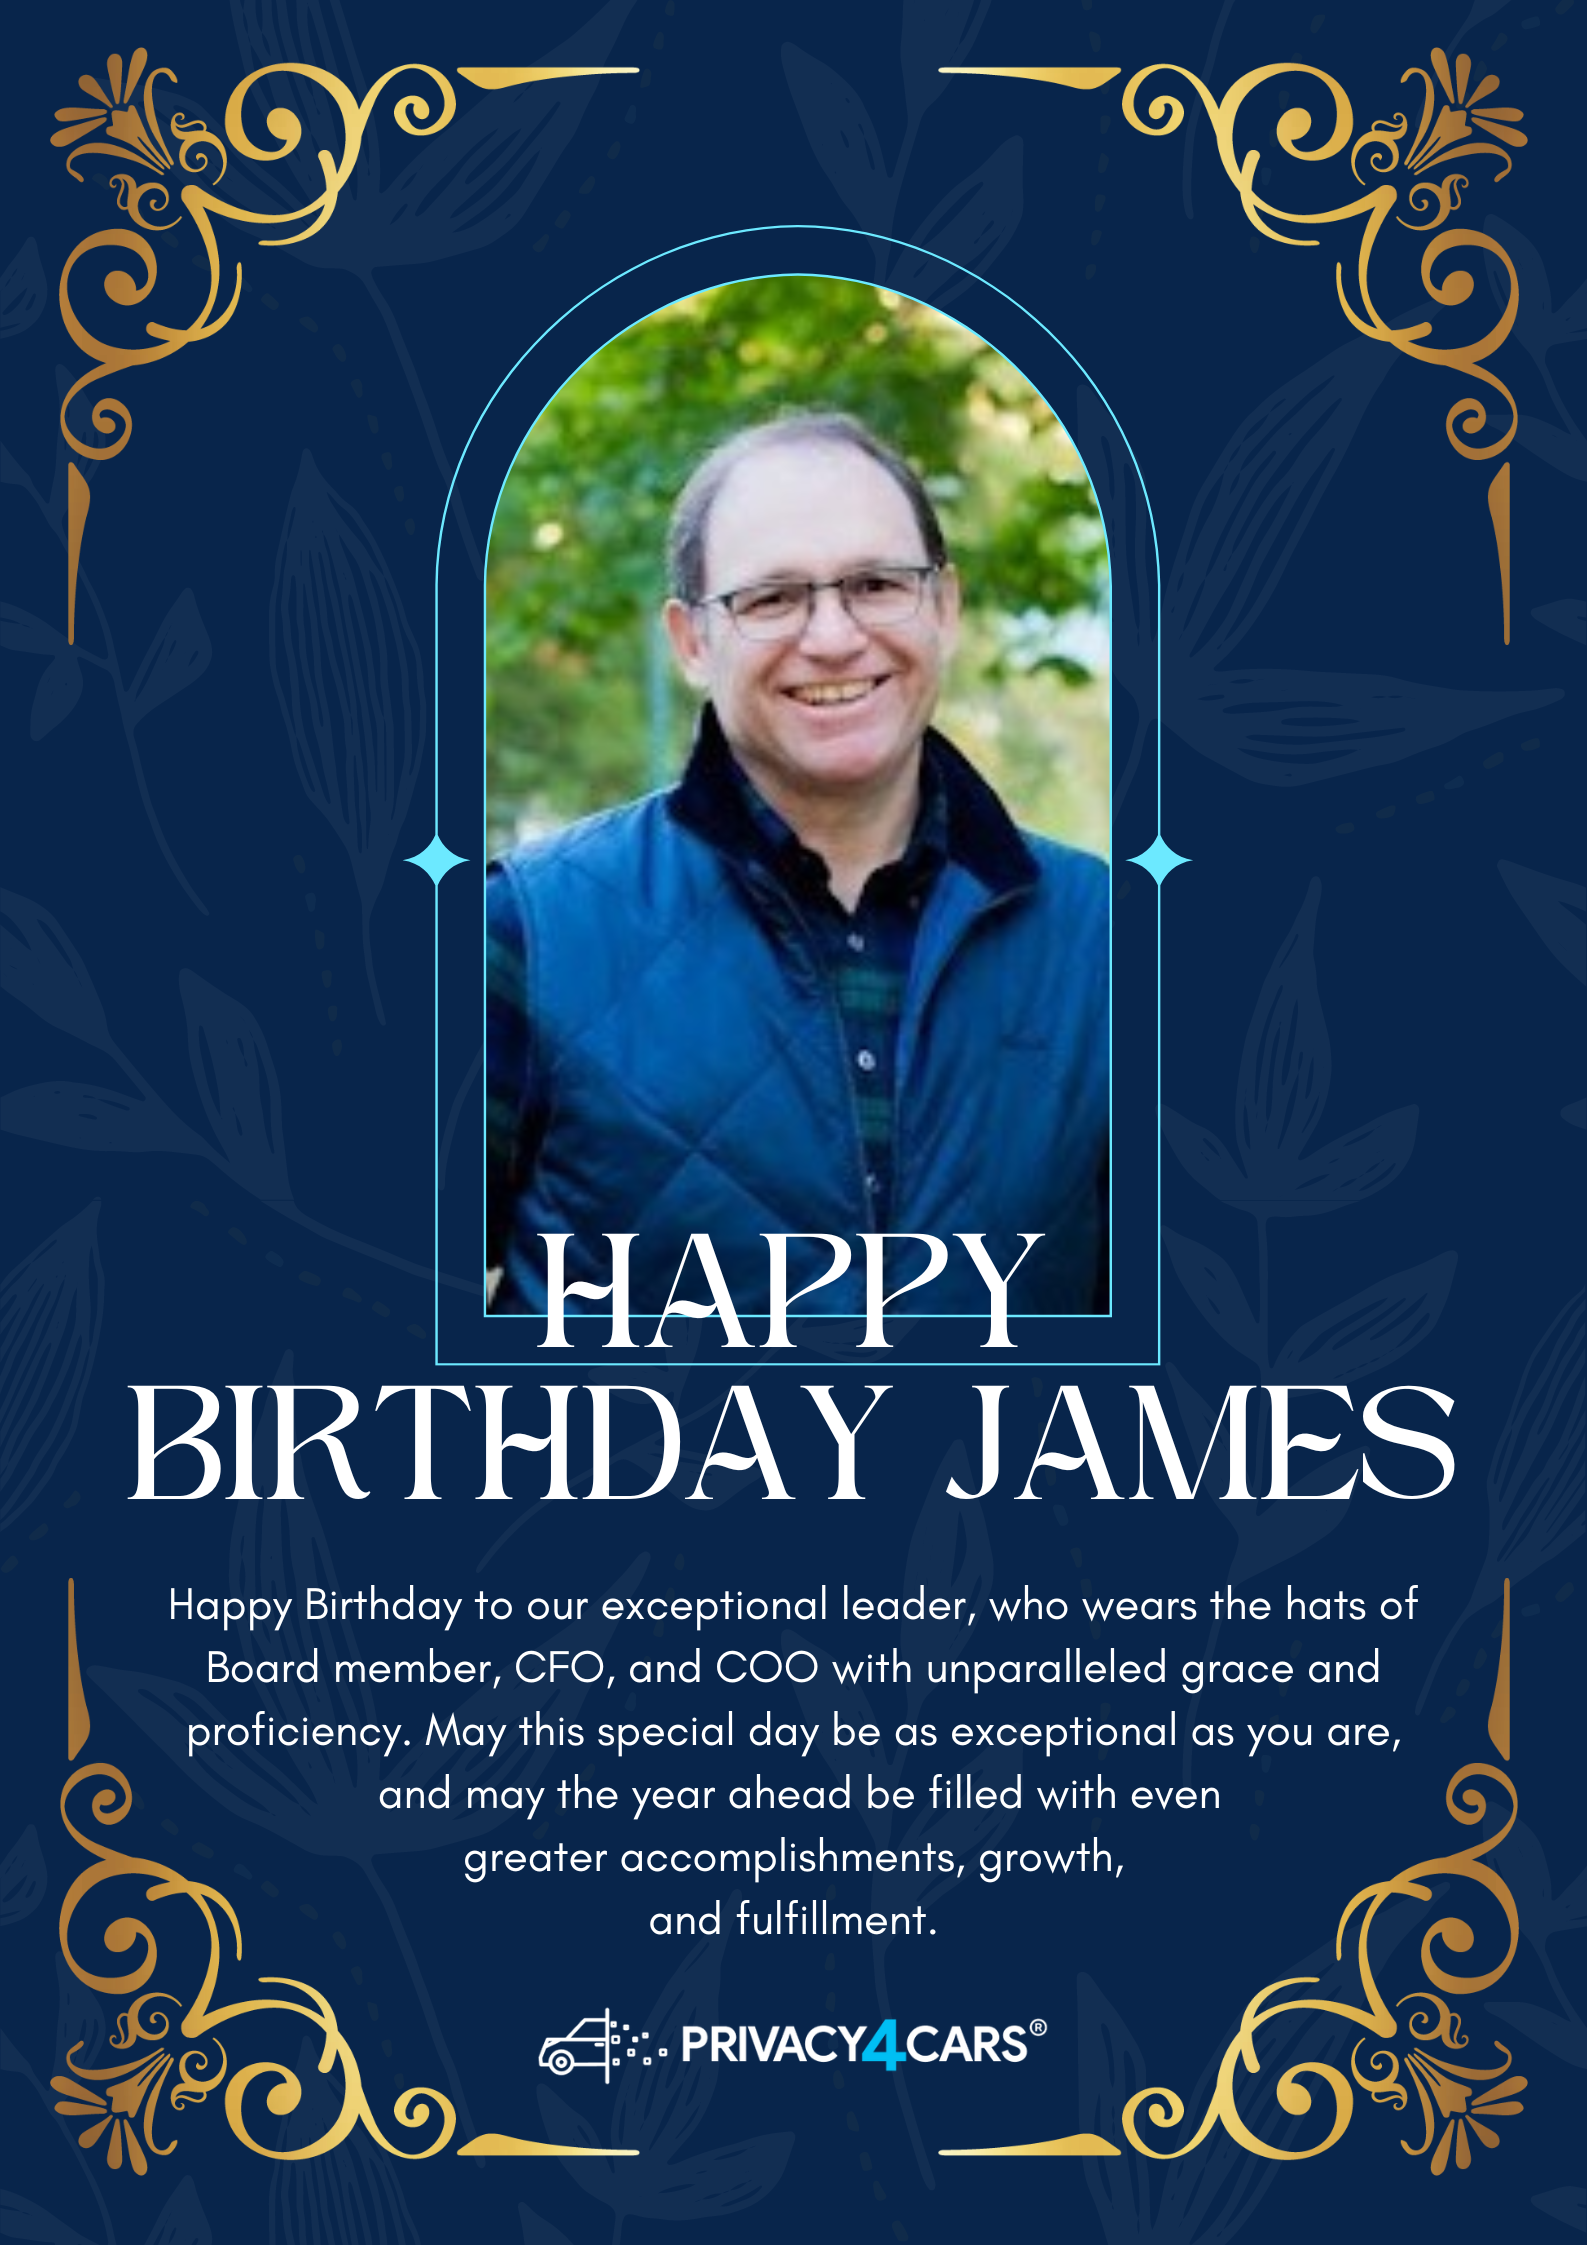 HAPPY
BIRTHDAY JAMES
Happy Birthday to our exceptional leader, who wears the hats of
Board member, CFO, and COO with unparalleled grace and
proficiency. May this special day be as exceptional as you are,
and may the year ahead be filled with even
greater accomplishments, growth,
and fulfillment.
PRIVACY4CARS®